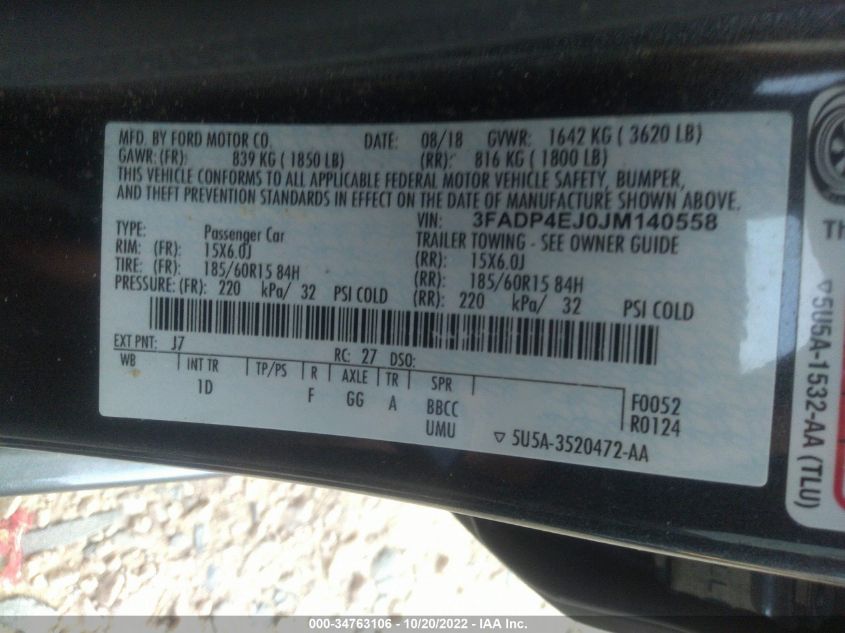 MFD. BY FORD MOTOR CO. DATE: 08/18 GVWR: 1642 KG ( 3620 LB)
GAWR: (FR): 839 KG ( 1850 LB) (RR): 816 KG ( 1800 LB)
THIS VEHICLE CONFORMS TO ALL APPLICABLE FEDERAL MOTOR VEHICLE SAFETY, BUMPER,
AND THEFT PREVENTION STANDARDS IN EFFECT ON THE DATE OF MANUFACTURE SHOWN ABOVE.
VIN: 3FADP4EJ0JM140558
TYPE: Passenger Car TRAILER TOWING - SEE OWNER GUIDE
RIM: (FR): 15X6.0J (RR): 15X6.0J
TIRE: (FR): 185/60R15 84H (RR): 185/60R15 84H
PRESSURE: (FR): 220 kPa/ 32 PSI COLD (RR): 220 kPa/ 32 PSI COLD
EXT PNT: J7 RC: 27 DSO:
WB INT TR TP/PS R AXLE TR SPR F0052
1D F GG A BBCC R0124
UMU ▽ 5U5A-3520472-AA
TH
▽5U5A-1532-AA (TLU)
000-34763106 - 10/20/2022 - IAA Inc.